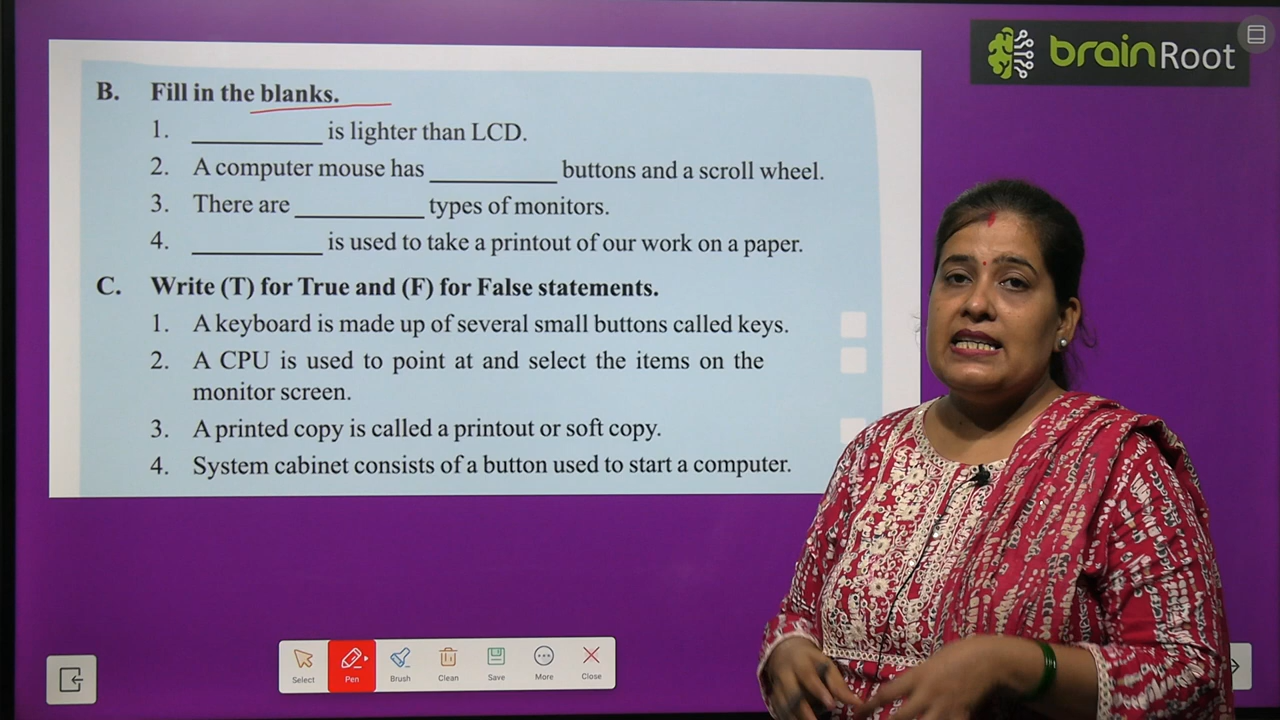 brainRoot
B. Fill in the blanks.
1. __________ is lighter than LCD.
2. A computer mouse has __________ buttons and a scroll wheel.
3. There are __________ types of monitors.
4. __________ is used to take a printout of our work on a paper.
C. Write (T) for True and (F) for False statements.
1. A keyboard is made up of several small buttons called keys.
2. A CPU is used to point at and select the items on the
monitor screen.
3. A printed copy is called a printout or soft copy.
4. System cabinet consists of a button used to start a computer.
Select Pen Brush Clean Save More Close